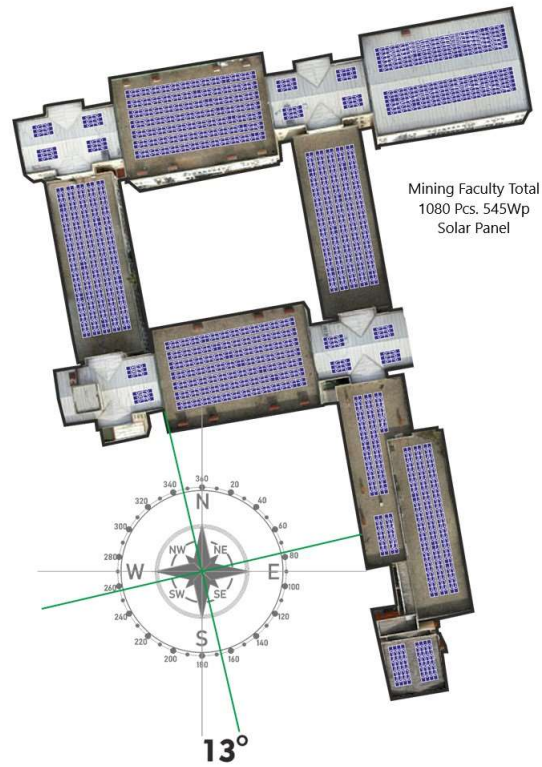 Mining Faculty Total
1080 Pcs. 545Wp
Solar Panel
340 360 20
320 N 40
300 NW NE 60
280 80
W E
260 100
240 SW SE 120
220 S 140
200 180 160
13°